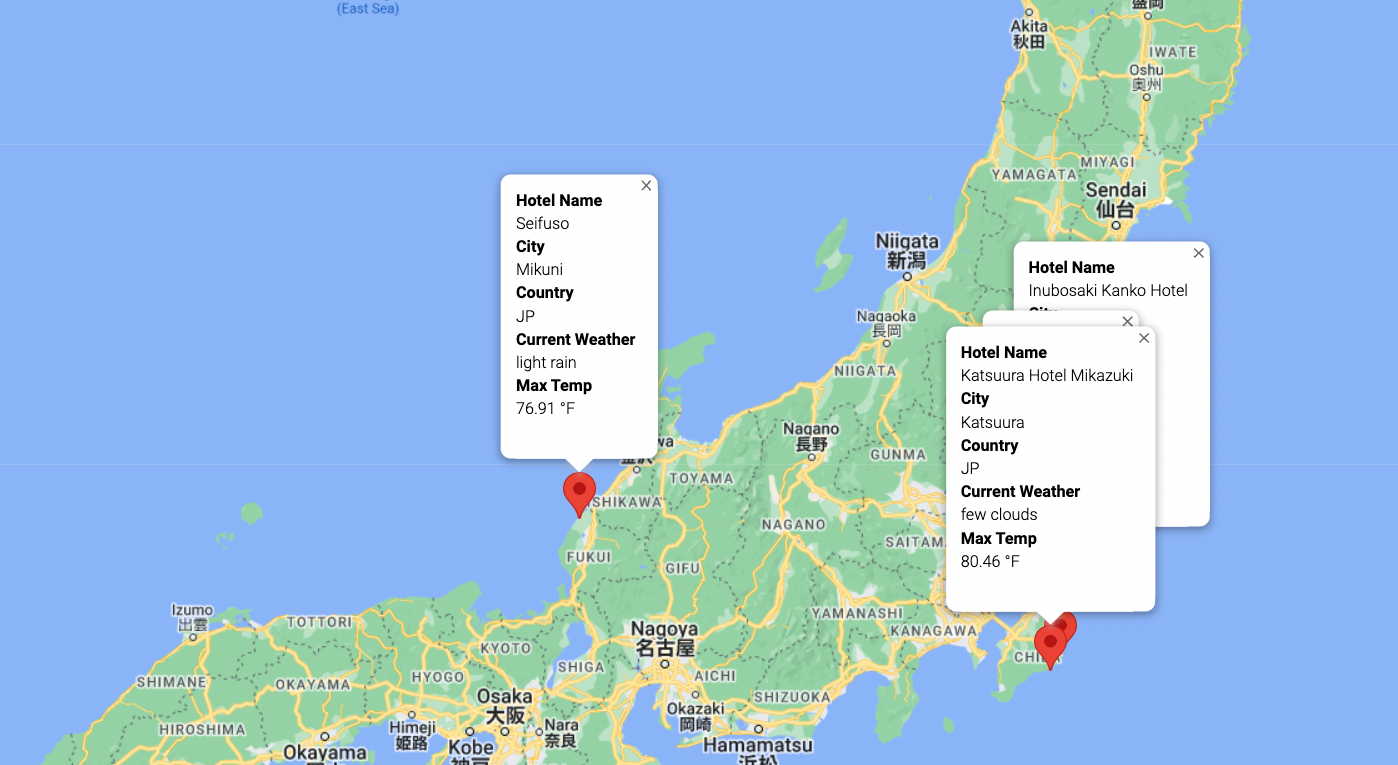 (East Sea)
Akita
秋田
盛岡
IWATE
Oshu
奥州
MIYAGI
YAMAGATA
Sendai
仙台
Niigata
新潟
Nagaoka
長岡
NIIGATA
Hotel Name
Seifuso
City
Mikuni
Country
JP
Current Weather
light rain
Max Temp
76.91 °F
Hotel Name
Inubosaki Kanko Hotel
City
Hotel Name
Katsuura Hotel Mikazuki
City
Katsuura
Country
JP
Current Weather
few clouds
Max Temp
80.46 °F
wa
金沢
Nagano
長野
GUNMA
TOYAMA
SHIKAWA
NAGANO
SAITAM
FUKUI
GIFU
YAMANASHI
KANAGAWA
CHIBA
Izumo
出雲
TOTTORI
Nagoya
名古屋
KYOTO
SHIGA
HYOGO
AICHI
SHIMANE
OKAYAMA
SHIZUOKA
Osaka
大阪
Okazaki
岡崎
HIROSHIMA
Himeji
姫路
Nara
奈良
Okayama
Kobe
神戸
Hamamatsu
浜松